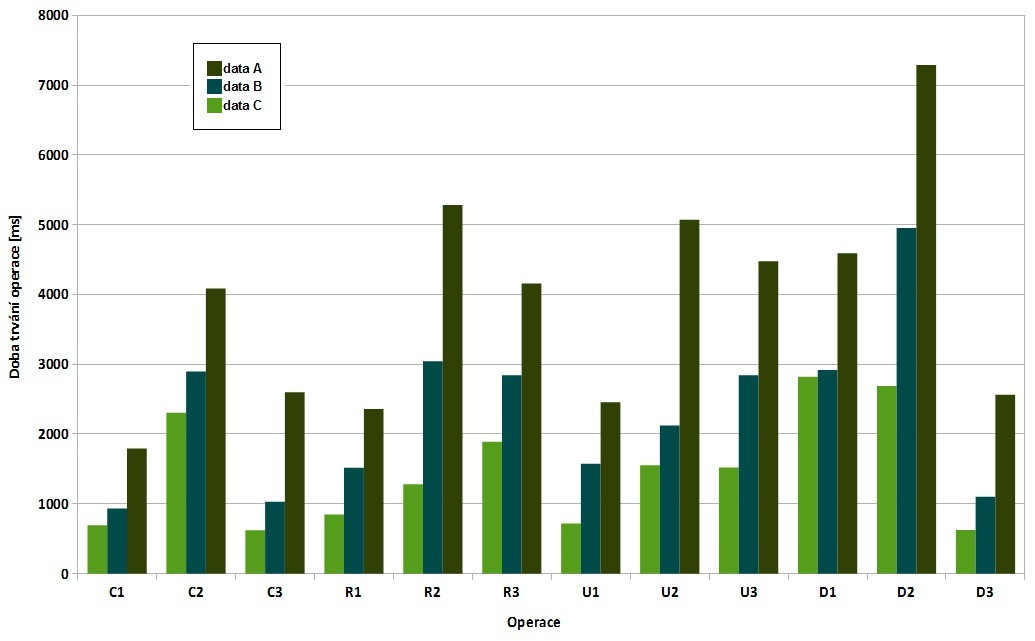 8000
7000
6000
5000
4000
3000
2000
1000
0
Doba trvání operace [ms]
data A
data B
data C
C1 C2 C3 R1 R2 R3 U1 U2 U3 D1 D2 D3
Operace